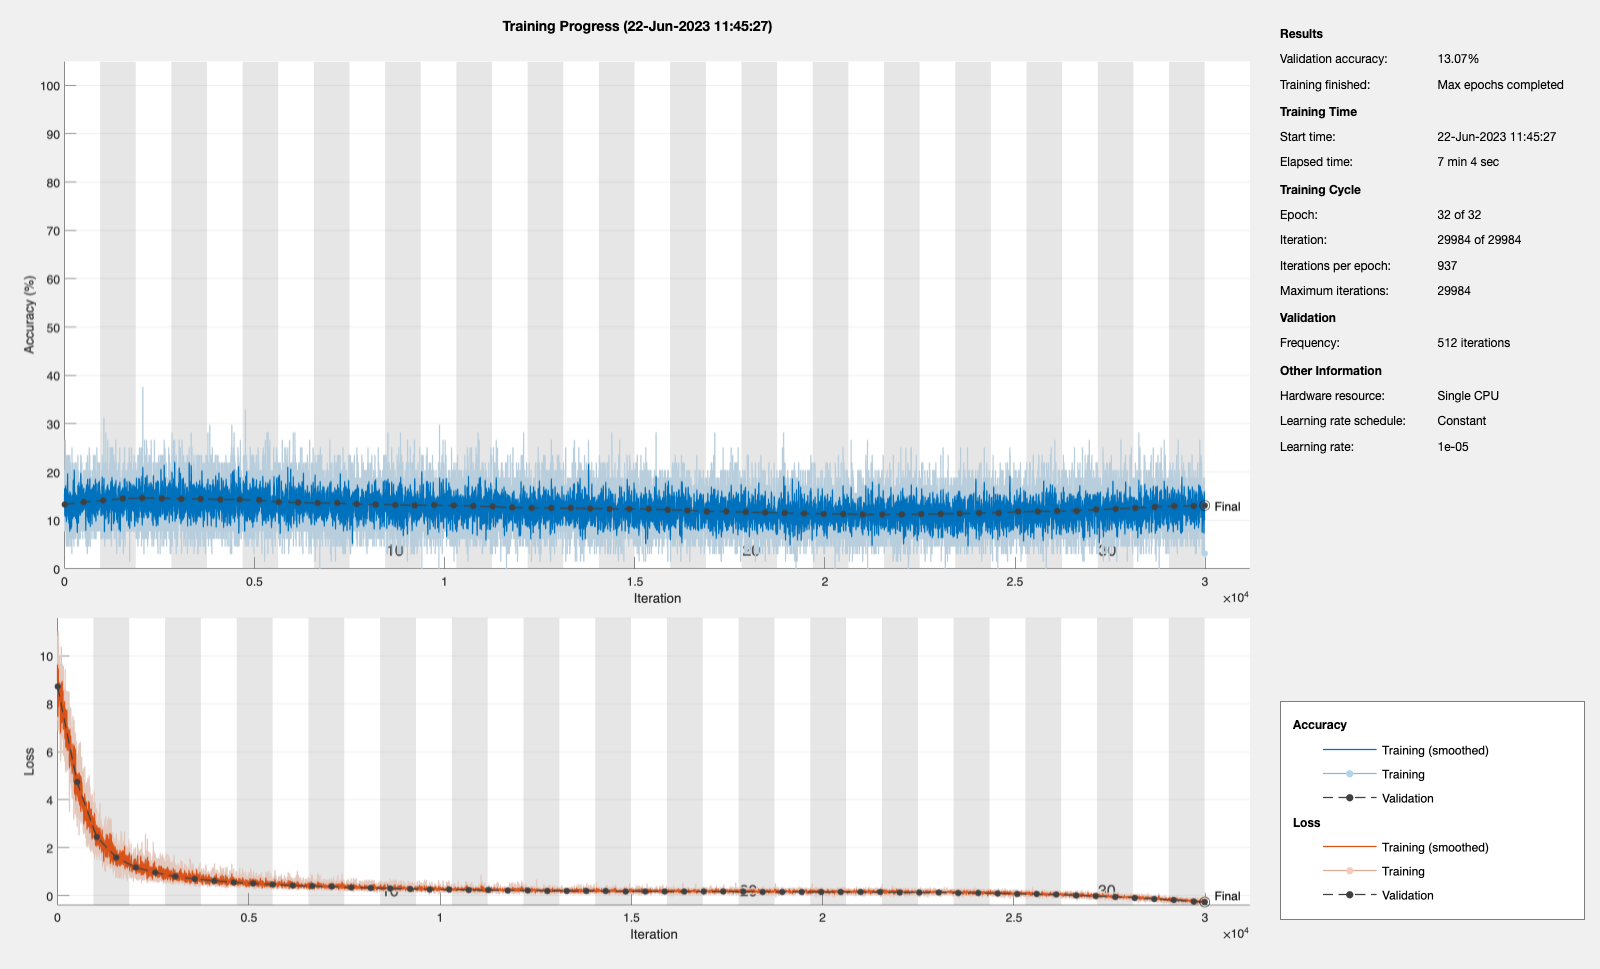 Training Progress (22-Jun-2023 11:45:27)
100
90
80
70
60
50
40
30
20
10
0
Accuracy (%)
10
20
30
Final
0
0.5
1
1.5
2
2.5
3
Iteration
×10⁴
10
8
6
4
2
0
Loss
10
20
30
Final
0
0.5
1
1.5
2
2.5
3
Iteration
×10⁴
Results
Validation accuracy: 13.07%
Training finished: Max epochs completed
Training Time
Start time: 22-Jun-2023 11:45:27
Elapsed time: 7 min 4 sec
Training Cycle
Epoch: 32 of 32
Iteration: 29984 of 29984
Iterations per epoch: 937
Maximum iterations: 29984
Validation
Frequency: 512 iterations
Other Information
Hardware resource: Single CPU
Learning rate schedule: Constant
Learning rate: 1e-05
Accuracy
Training (smoothed)
Training
Validation
Loss
Training (smoothed)
Training
Validation